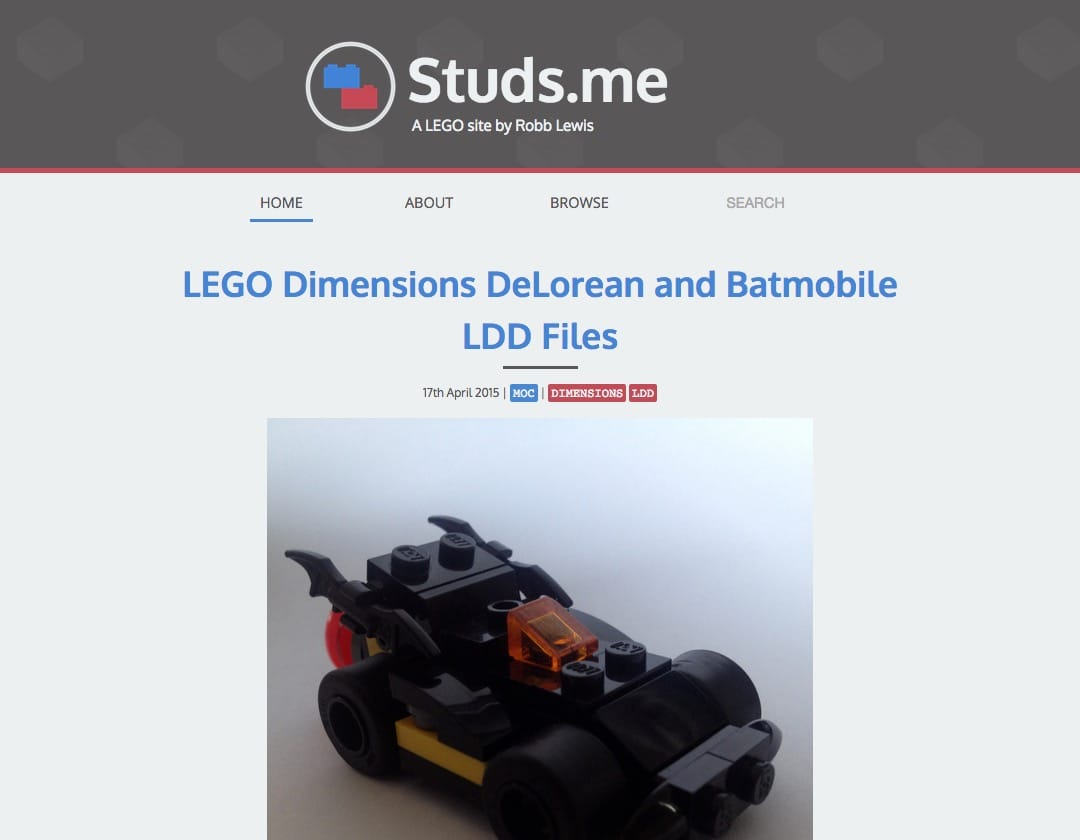 Studs.me
A LEGO site by Robb Lewis
HOME ABOUT BROWSE SEARCH
LEGO Dimensions DeLorean and Batmobile
LDD Files
17th April 2015 | MOC | DIMENSIONS LDD